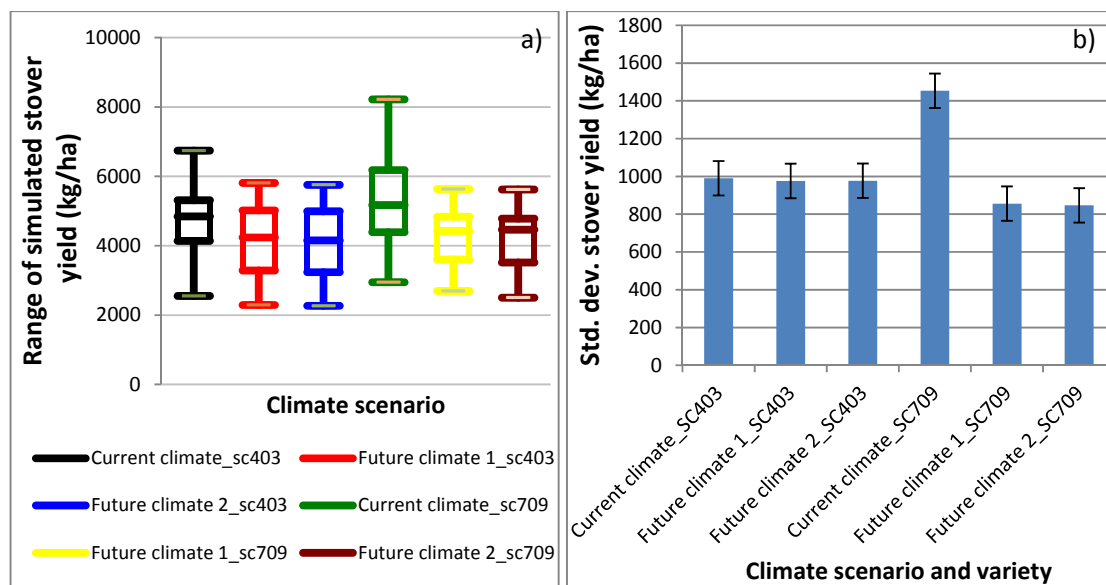 a)
Range of simulated stover
yield (kg/ha)
10000
8000
6000
4000
2000
0
Climate scenario
Current climate_sc403
Future climate 1_sc403
Future climate 2_sc403
Current climate_sc709
Future climate 1_sc709
Future climate 2_sc709
b)
Std. dev. stover yield (kg/ha)
1800
1600
1400
1200
1000
800
600
400
200
0
Current climate_SC403
Future climate 1_SC403
Future climate 2_SC403
Current climate_SC709
Future climate 1_SC709
Future climate 2_SC709
Climate scenario and variety